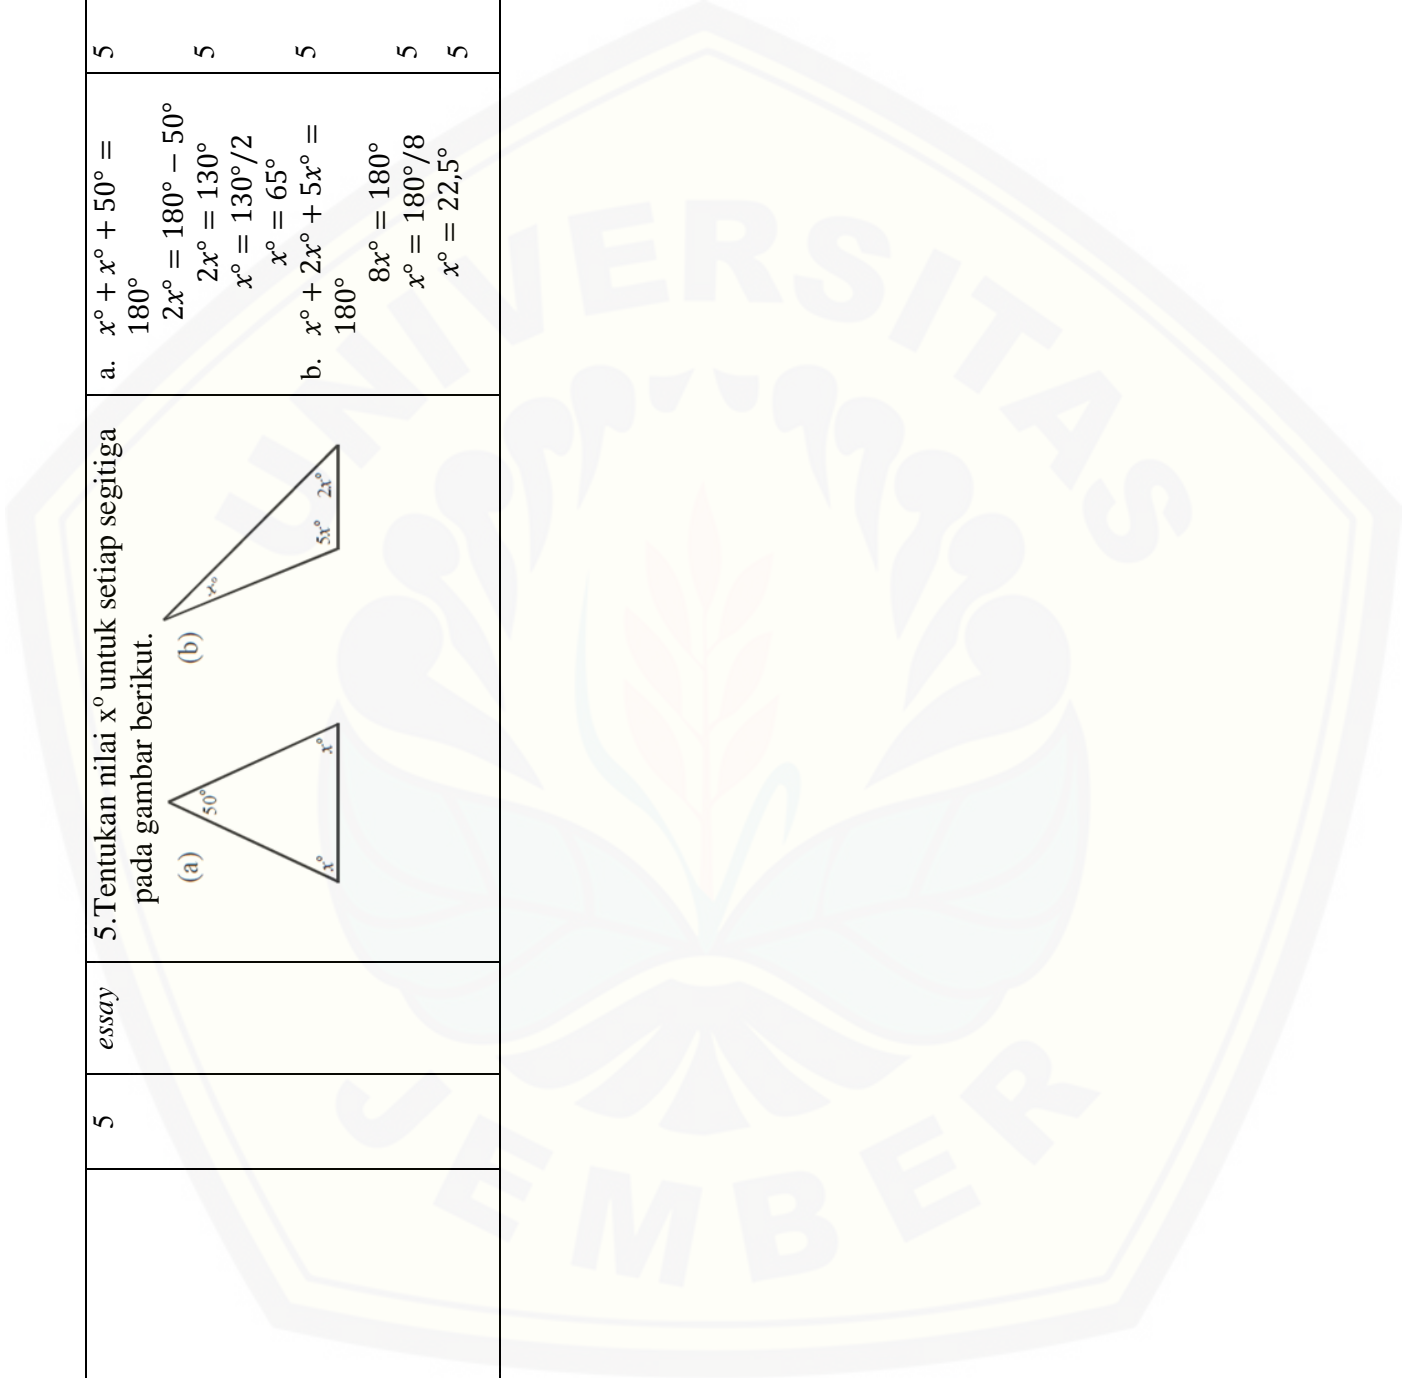 5
essay
5.Tentukan nilai x° untuk setiap segitiga
pada gambar berikut.
(a)
50°
x°
x°
(b)
x°
5x°
2x°
a. x° + x° + 50° =
180°
2x° = 180° − 50°
2x° = 130°
x° = 130°/2
x° = 65°
b. x° + 2x° + 5x° =
180°
8x° = 180°
x° = 180°/8
x° = 22,5°
5
5
5
5
5
UNIVERSITAS
JEMBER